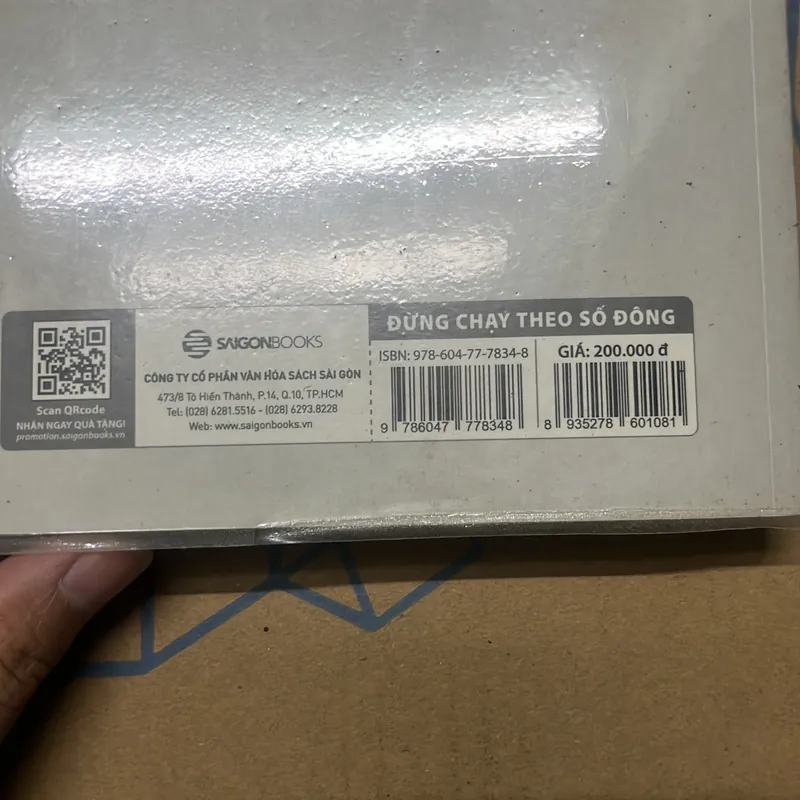 Scan QRcode
NHẬN NGAY QUÀ TẶNG!
promotion.saigonbooks.vn
SAIGONBOOKS
CÔNG TY CỔ PHẦN VĂN HÓA SÁCH SÀI GÒN
473/8 Tô Hiến Thành, P.14, Q.10, TP.HCM
Tel: (028) 6281.5516 - (028) 6293.8228
Web: www.saigonbooks.vn
ĐỪNG CHẠY THEO SỐ ĐÔNG
ISBN: 978-604-77-7834-8
9 786047 778348
GIÁ: 200.000 đ
8 935278 601081